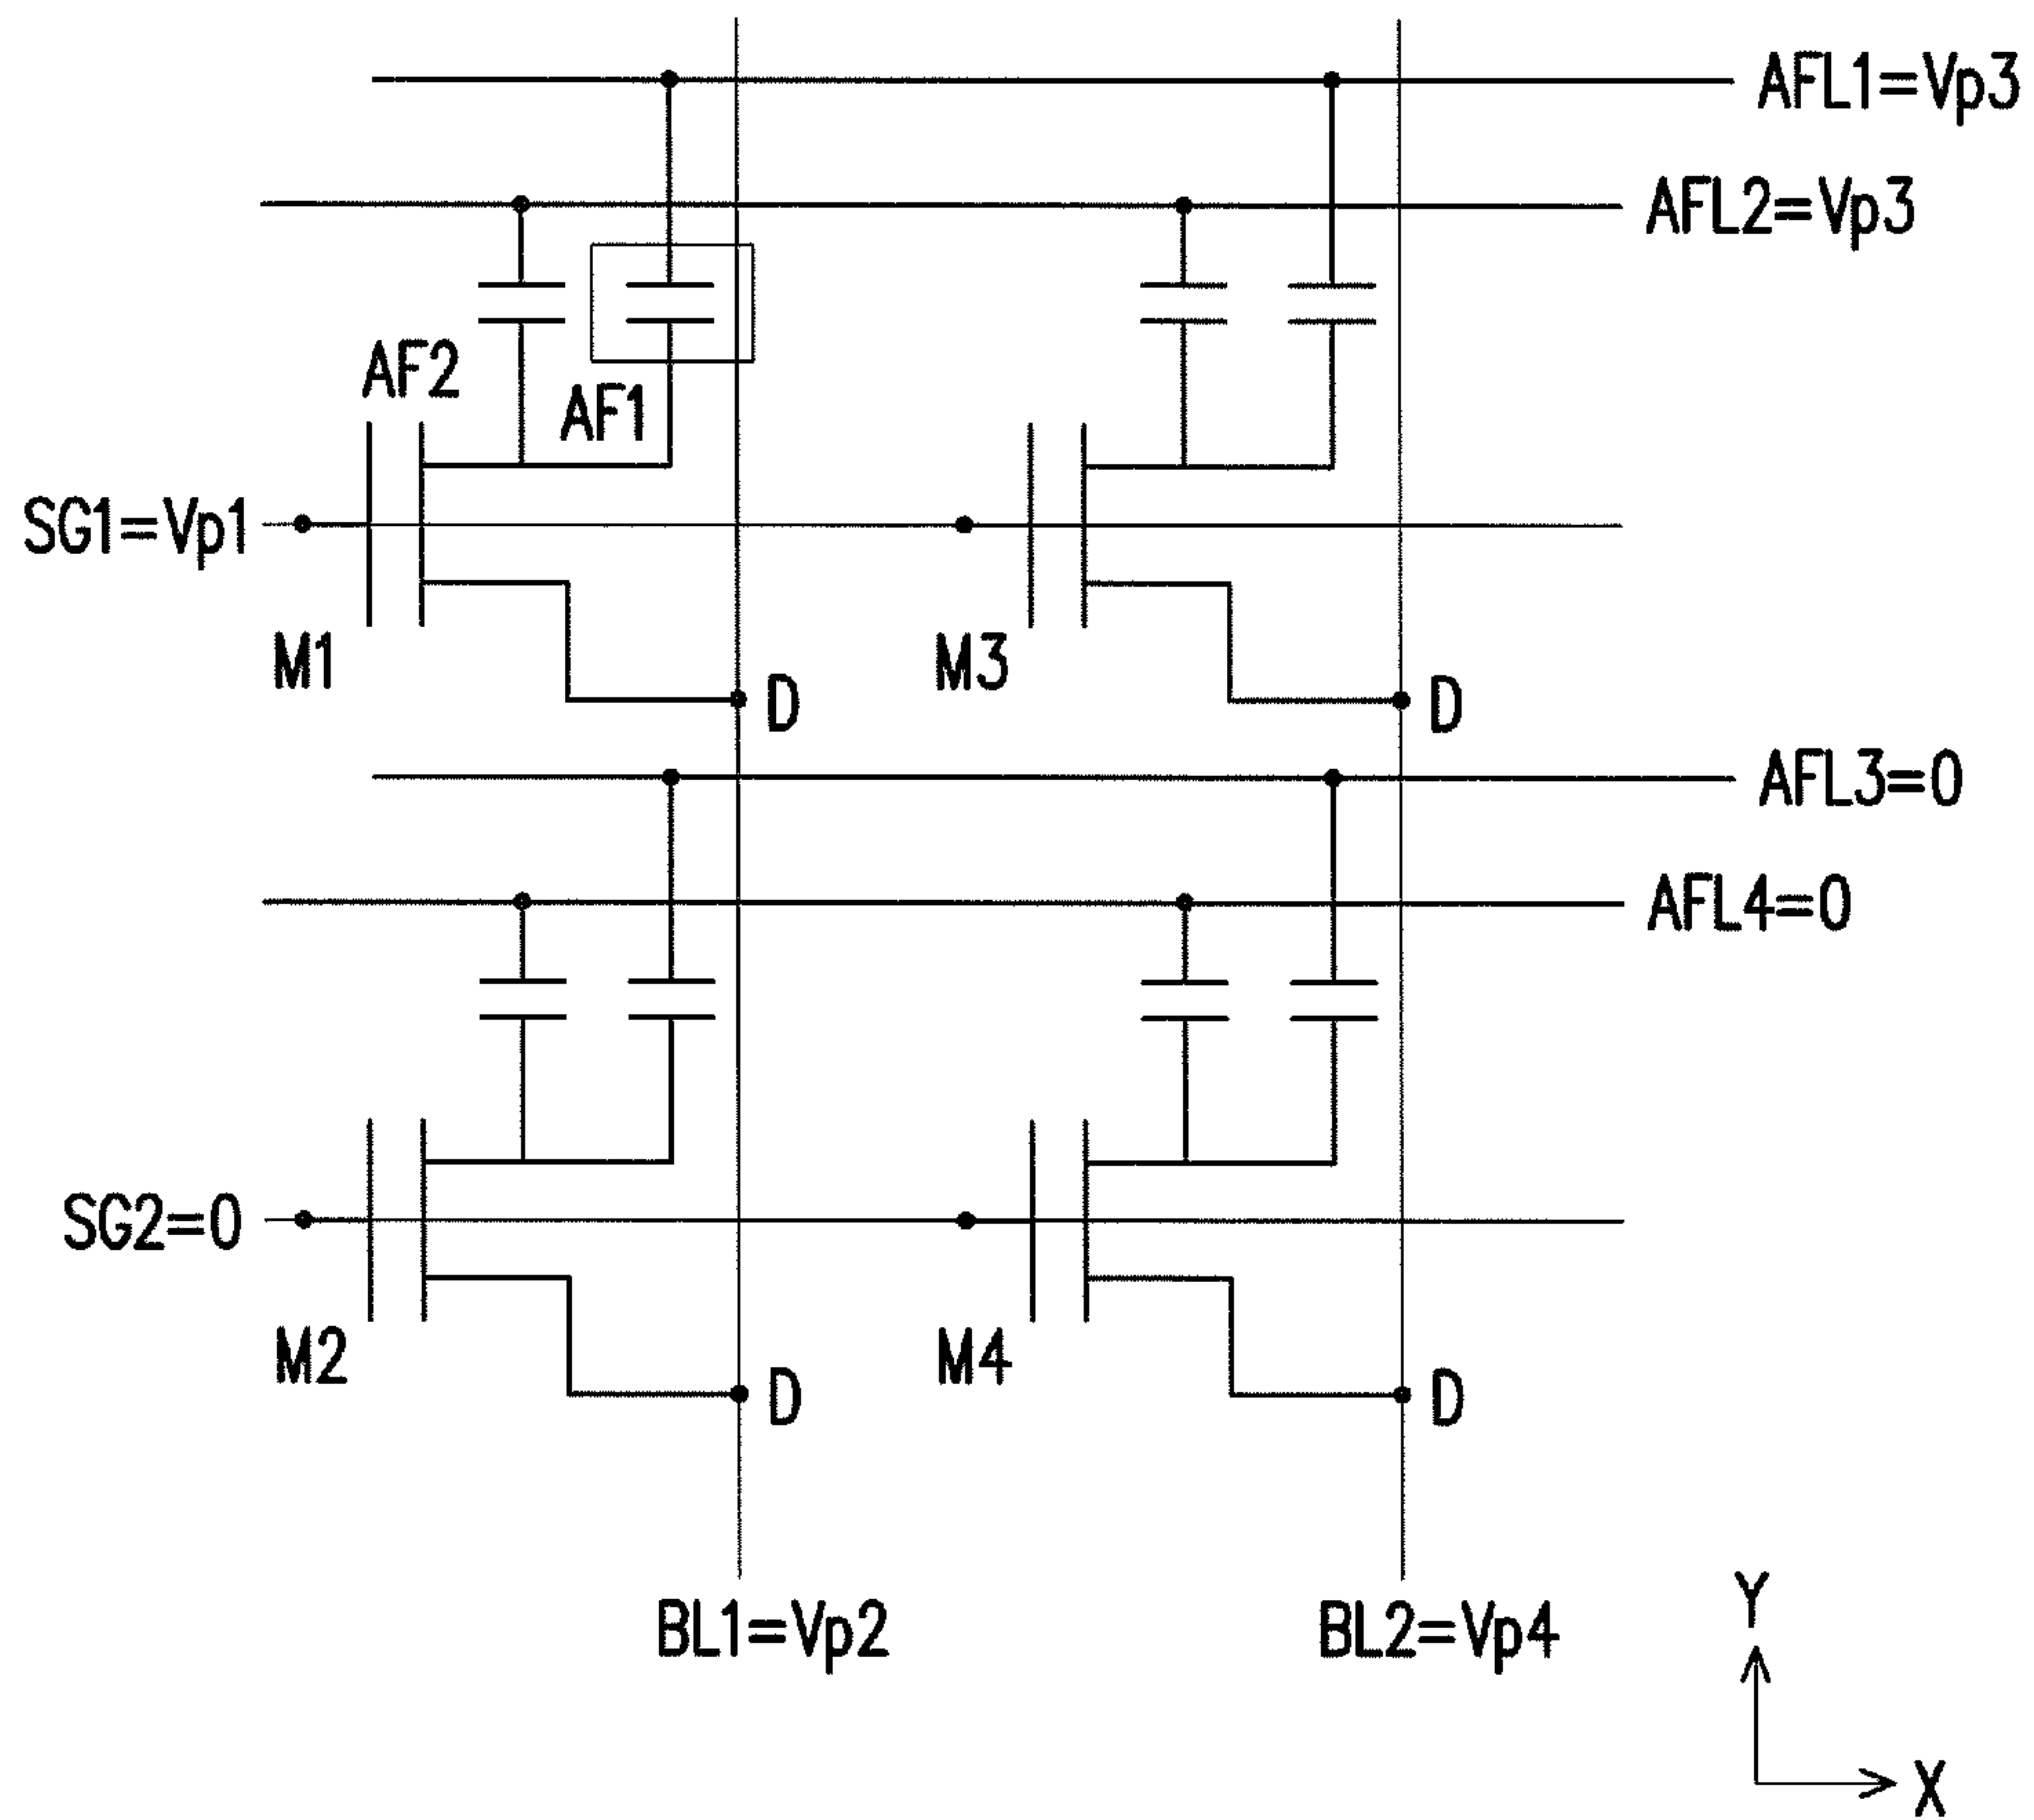 AFL1=Vp3
AFL2=Vp3
AF2
AF1
SG1=Vp1
M1
M3
D
D
AFL3=0
AFL4=0
SG2=0
M2
M4
D
D
BL1=Vp2
BL2=Vp4
Y
X